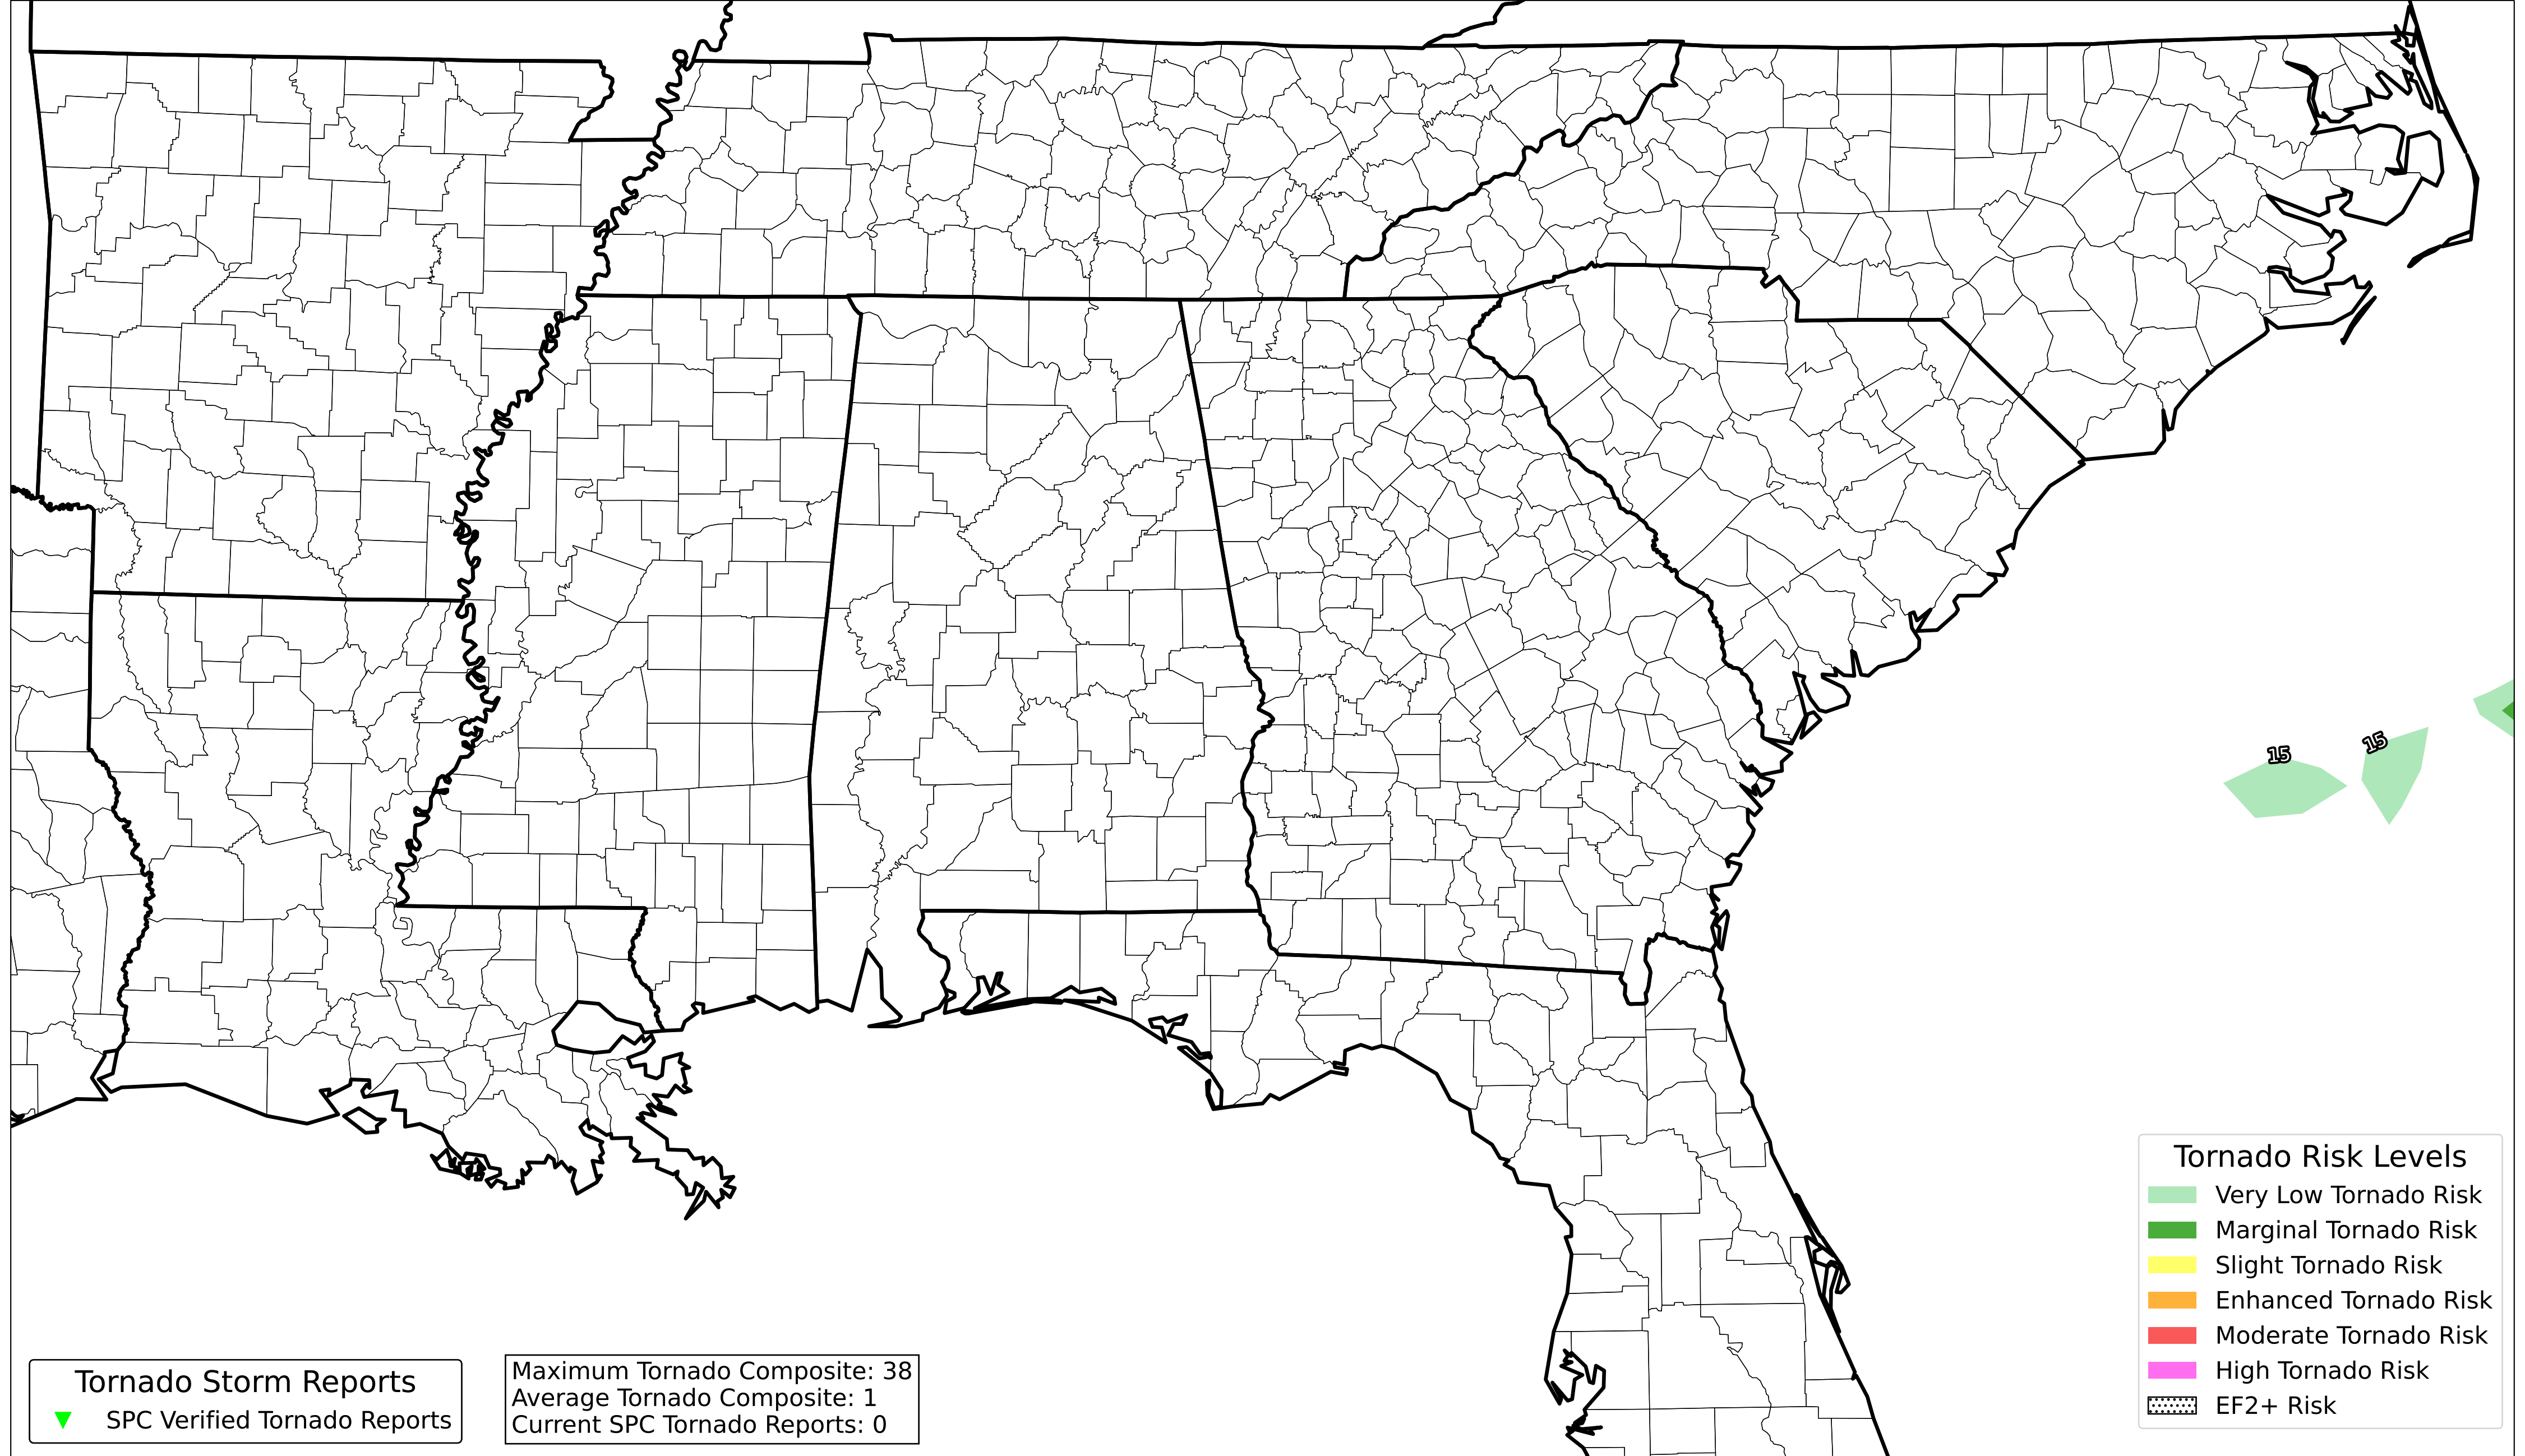 15
15
Tornado Risk Levels
Very Low Tornado Risk
Marginal Tornado Risk
Slight Tornado Risk
Enhanced Tornado Risk
Moderate Tornado Risk
High Tornado Risk
EF2+ Risk
Tornado Storm Reports
SPC Verified Tornado Reports
Maximum Tornado Composite: 38
Average Tornado Composite: 1
Current SPC Tornado Reports: 0